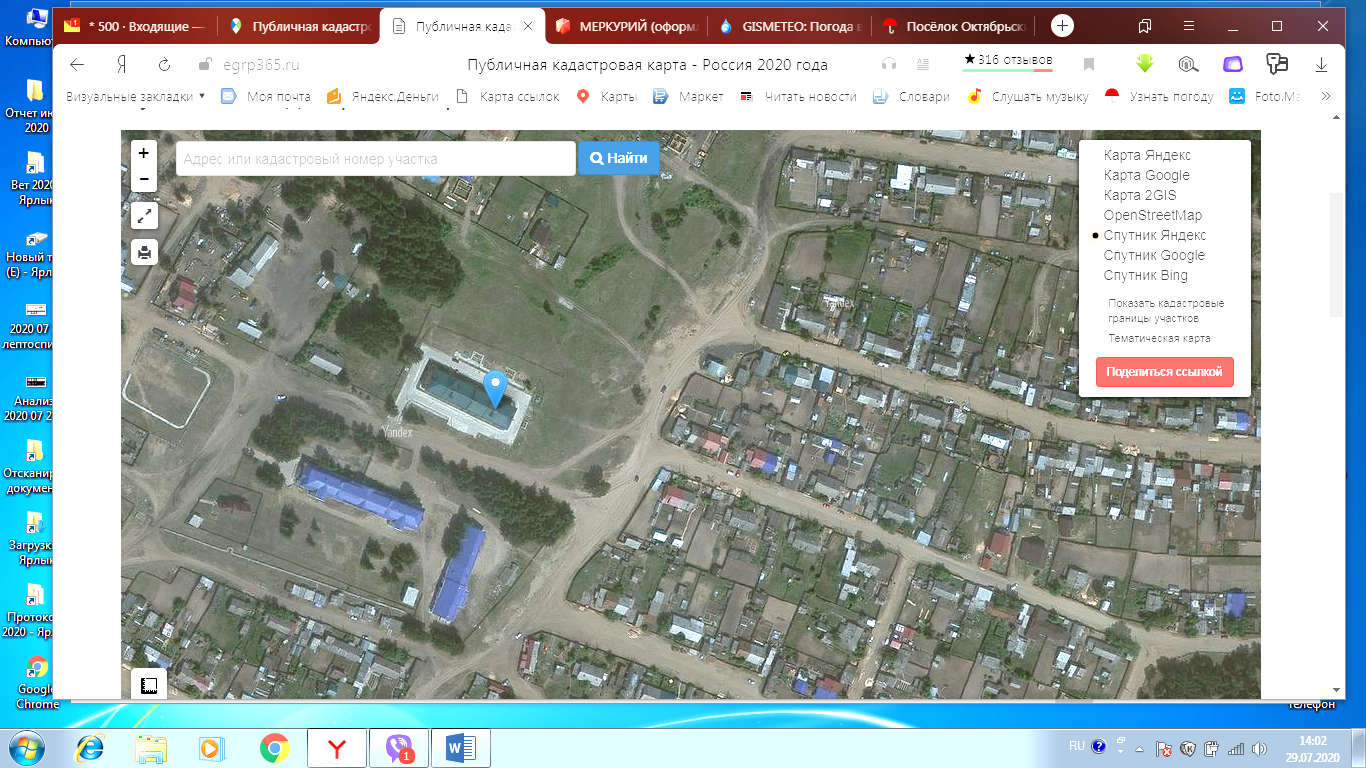 Компьют
Отчет ию
2020
Вет 2020
Ярлык
Новый т
(E) - Ярл
2020 07
лептоспи
Анализ
2020 07 2
Отсканир
докумен
Загрузк
Ярлык
Протоко
2020 - Ярл
Google
Chrome
* 500 · Входящие —
Публичная кадастро
Публичная када
МЕРКУРИЙ (оформл
GISMETEO: Погода в
Посёлок Октябрьск
egrp365.ru
Публичная кадастровая карта - Россия 2020 года
★ 316 отзывов
Визуальные закладки
Моя почта
Яндекс.Деньги
Карта ссылок
Карты
Маркет
Читать новости
Словари
Слушать музыку
Узнать погоду
Foto.Ma
+
−
Адрес или кадастровый номер участка
Найти
Карта Яндекс
Карта Google
Карта 2GIS
OpenStreetMap
Спутник Яндекс
Спутник Google
Спутник Bing
Показать кадастровые
границы участков
Тематическая карта
Поделиться ссылкой
Yandex
Yandex
Телефон
RU
14:02
29.07.2020